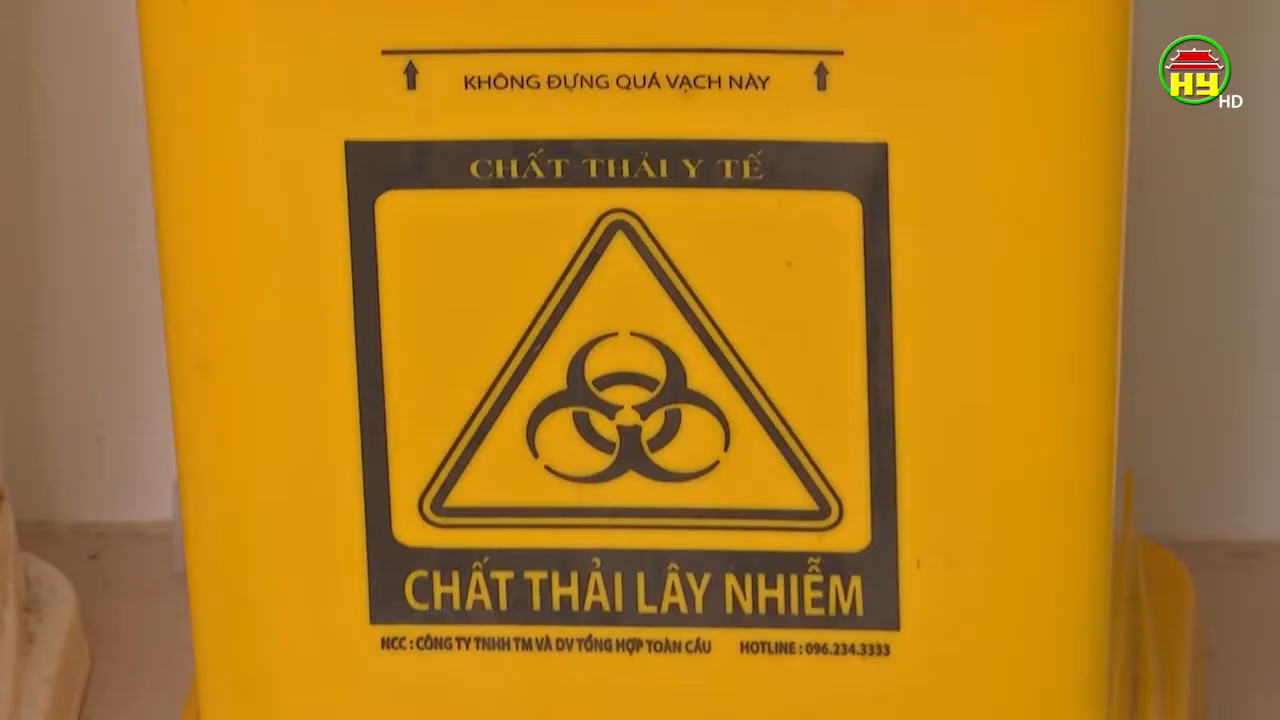 KHÔNG ĐỰNG QUÁ VẠCH NÀY
HY
HD
CHẤT THẢI Y TẾ
CHẤT THẢI LÂY NHIỄM
NCC : CÔNG TY TNHH TM VÀ DV TỔNG HỢP TOÀN CẦU HOTLINE : 096.234.3333